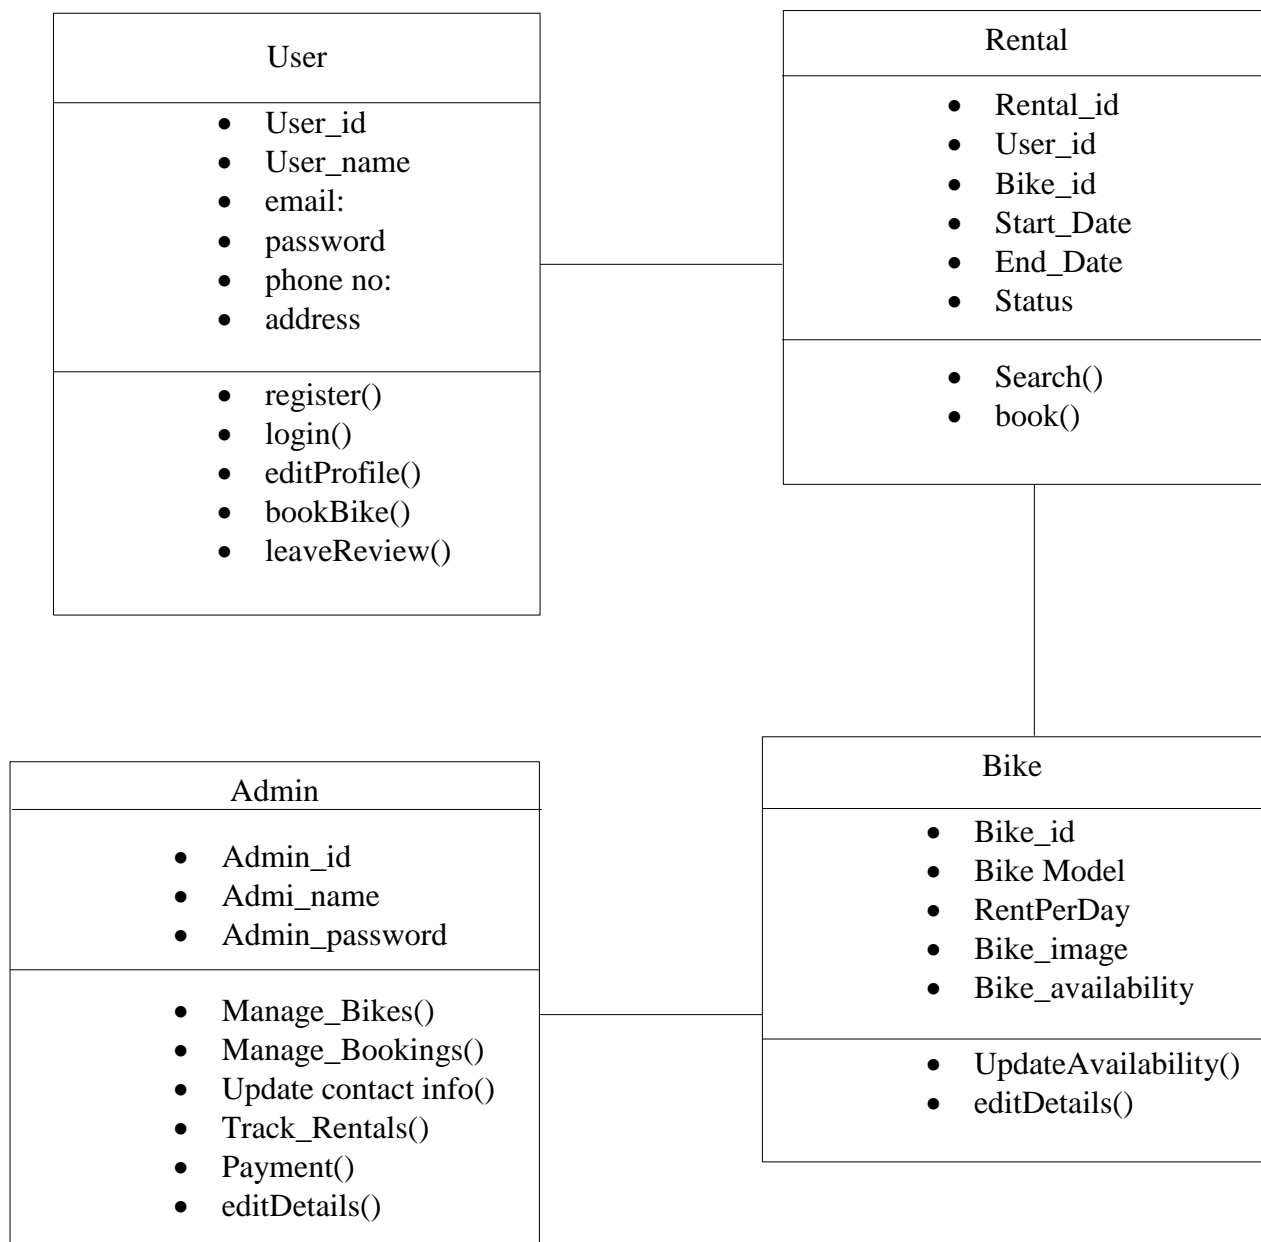 User
• User_id
• User_name
• email:
• password
• phone no:
• address
• register()
• login()
• editProfile()
• bookBike()
• leaveReview()
Rental
• Rental_id
• User_id
• Bike_id
• Start_Date
• End_Date
• Status
• Search()
• book()
Admin
• Admin_id
• Admi_name
• Admin_password
• Manage_Bikes()
• Manage_Bookings()
• Update contact info()
• Track_Rentals()
• Payment()
• editDetails()
Bike
• Bike_id
• Bike Model
• RentPerDay
• Bike_image
• Bike_availability
• UpdateAvailability()
• editDetails()